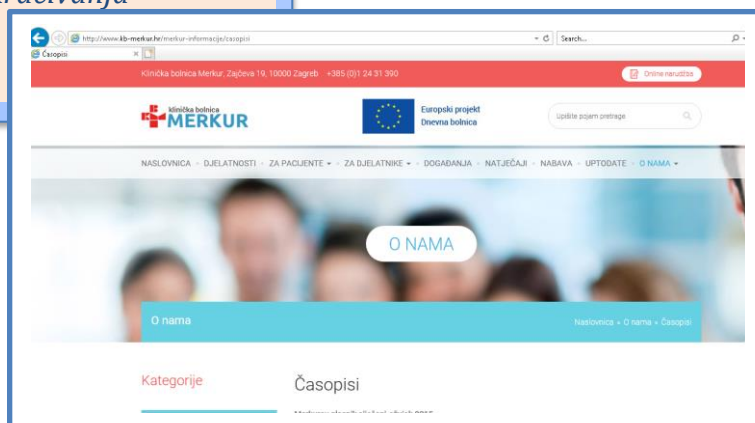 http://www.kb-merkur.hr/merkur-informacije/casopisi
Search...
Časopisi
Klinička bolnica Merkur, Zajčeva 19, 10000 Zagreb +385 (0)1 24 31 390
Online narudžba
klinička bolnica
MERKUR
Europski projekt
Dnevna bolnica
Upišite pojam pretrage
NASLOVNICA - DJELATNOSTI - ZA PACIJENTE - ZA DJELATNIKE - DOGAĐANJA - NATJEČAJI - NABAVA - UPTODATE - O NAMA
O NAMA
O nama
Naslovnica » O nama » Časopisi
Kategorije
Časopisi